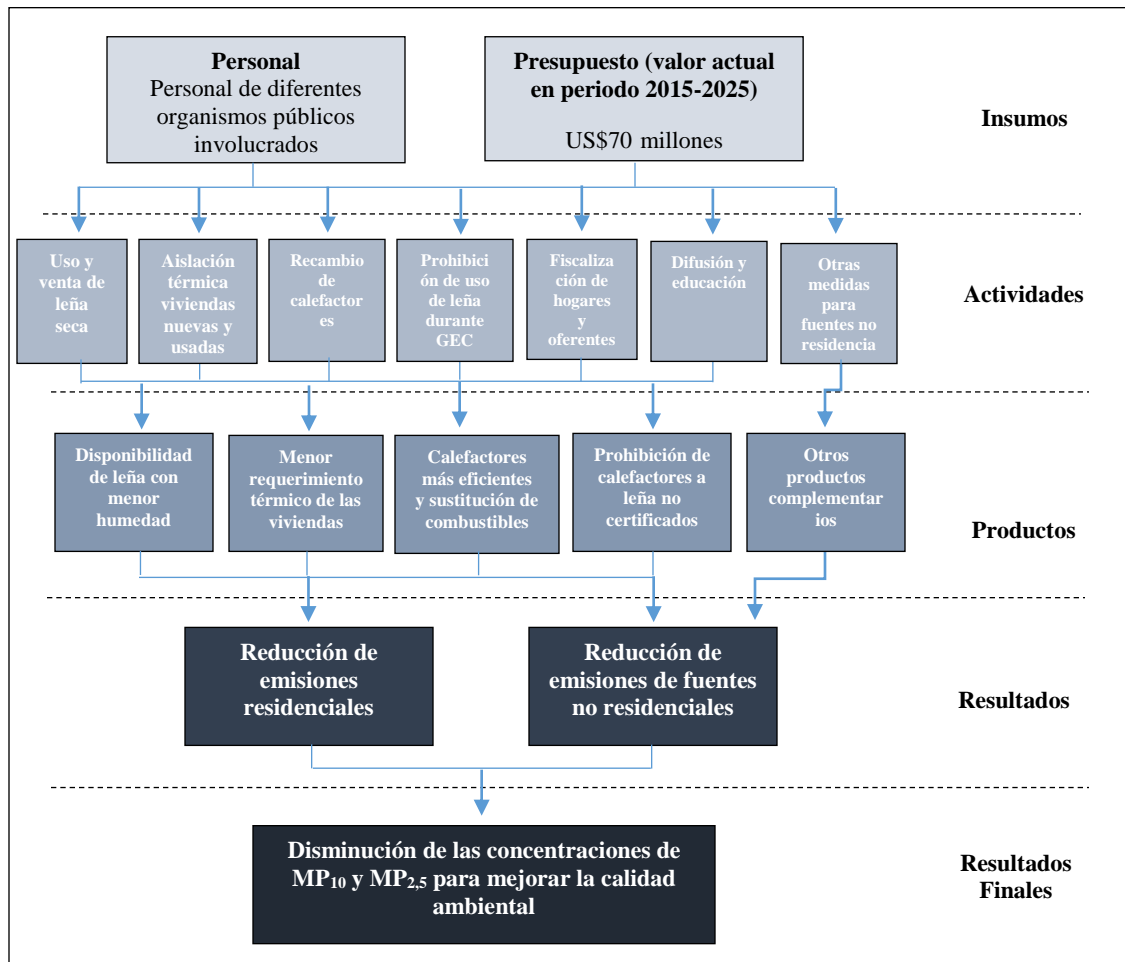 Personal
Personal de diferentes
organismos públicos
involucrados
Presupuesto (valor actual
en periodo 2015-2025)
US$70 millones
Insumos
Uso y
venta de
leña
seca
Aislación
térmica
viviendas
nuevas y
usadas
Recambio
de
calefactor
es
Prohibici
ón de uso
de leña
durante
GEC
Fiscaliza
ción de
hogares
y
oferentes
Difusión y
educación
Otras
medidas
para
fuentes no
residencia
Actividades
Disponibilidad
de leña con
menor
humedad
Menor
requerimiento
térmico de las
viviendas
Calefactores
más eficientes
y sustitución de
combustibles
Prohibición de
calefactores a
leña no
certificados
Otros
productos
complementar
ios
Productos
Reducción de
emisiones
residenciales
Reducción de
emisiones de fuentes
no residenciales
Resultados
Disminución de las concentraciones de
MP₁₀ y MP₂,₅ para mejorar la calidad
ambiental
Resultados
Finales